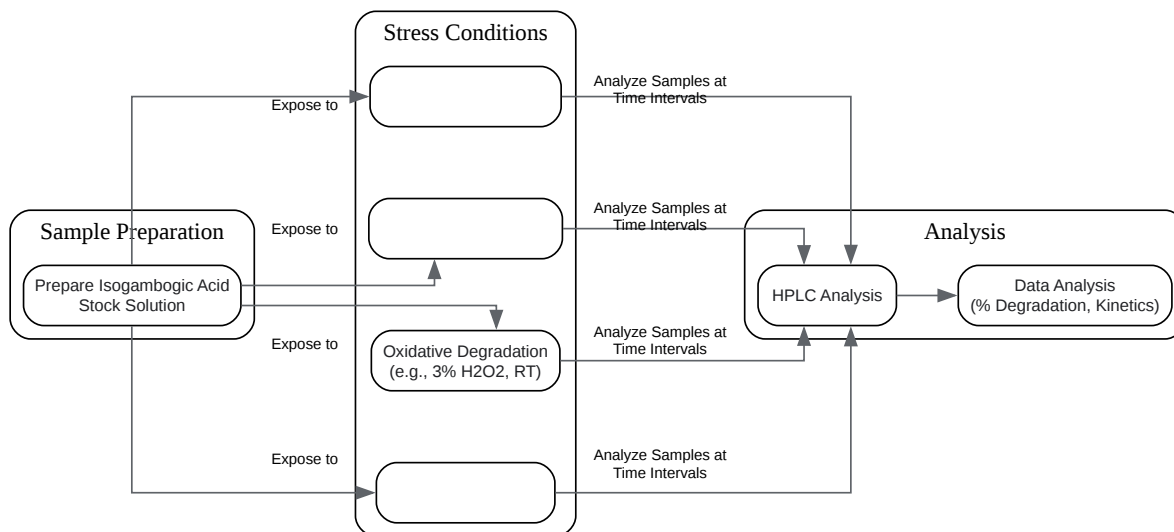 Stress Conditions
Analyze Samples at
Time Intervals
Expose to
Analyze Samples at
Time Intervals
Expose to
Sample Preparation
Analysis
Prepare Isogambogic Acid
Stock Solution
HPLC Analysis
Data Analysis
(% Degradation, Kinetics)
Expose to
Oxidative Degradation
(e.g., 3% H2O2, RT)
Analyze Samples at
Time Intervals
Expose to
Analyze Samples at
Time Intervals